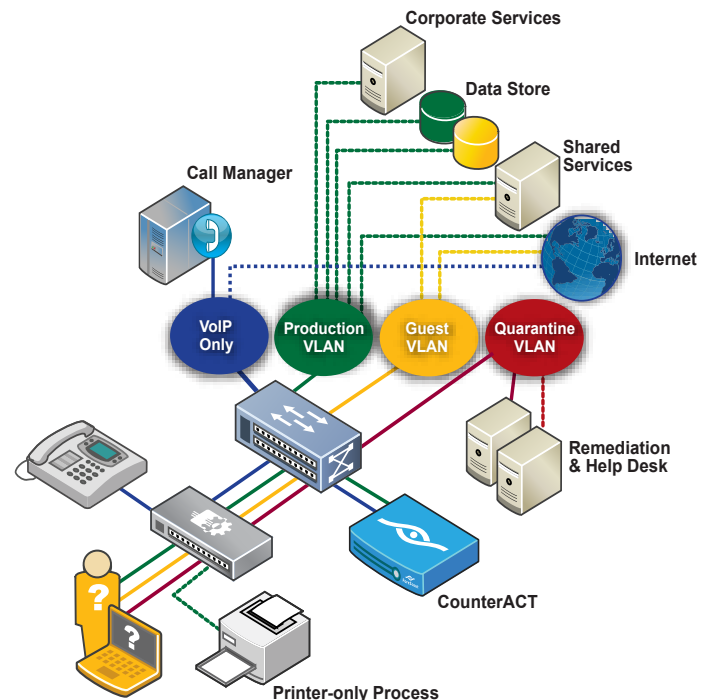 Corporate Services
Data Store
Shared
Services
Call Manager
Internet
VoIP
Only
Production
VLAN
Guest
VLAN
Quarantine
VLAN
Remediation
& Help Desk
?
?
CounterACT
Printer-only Process